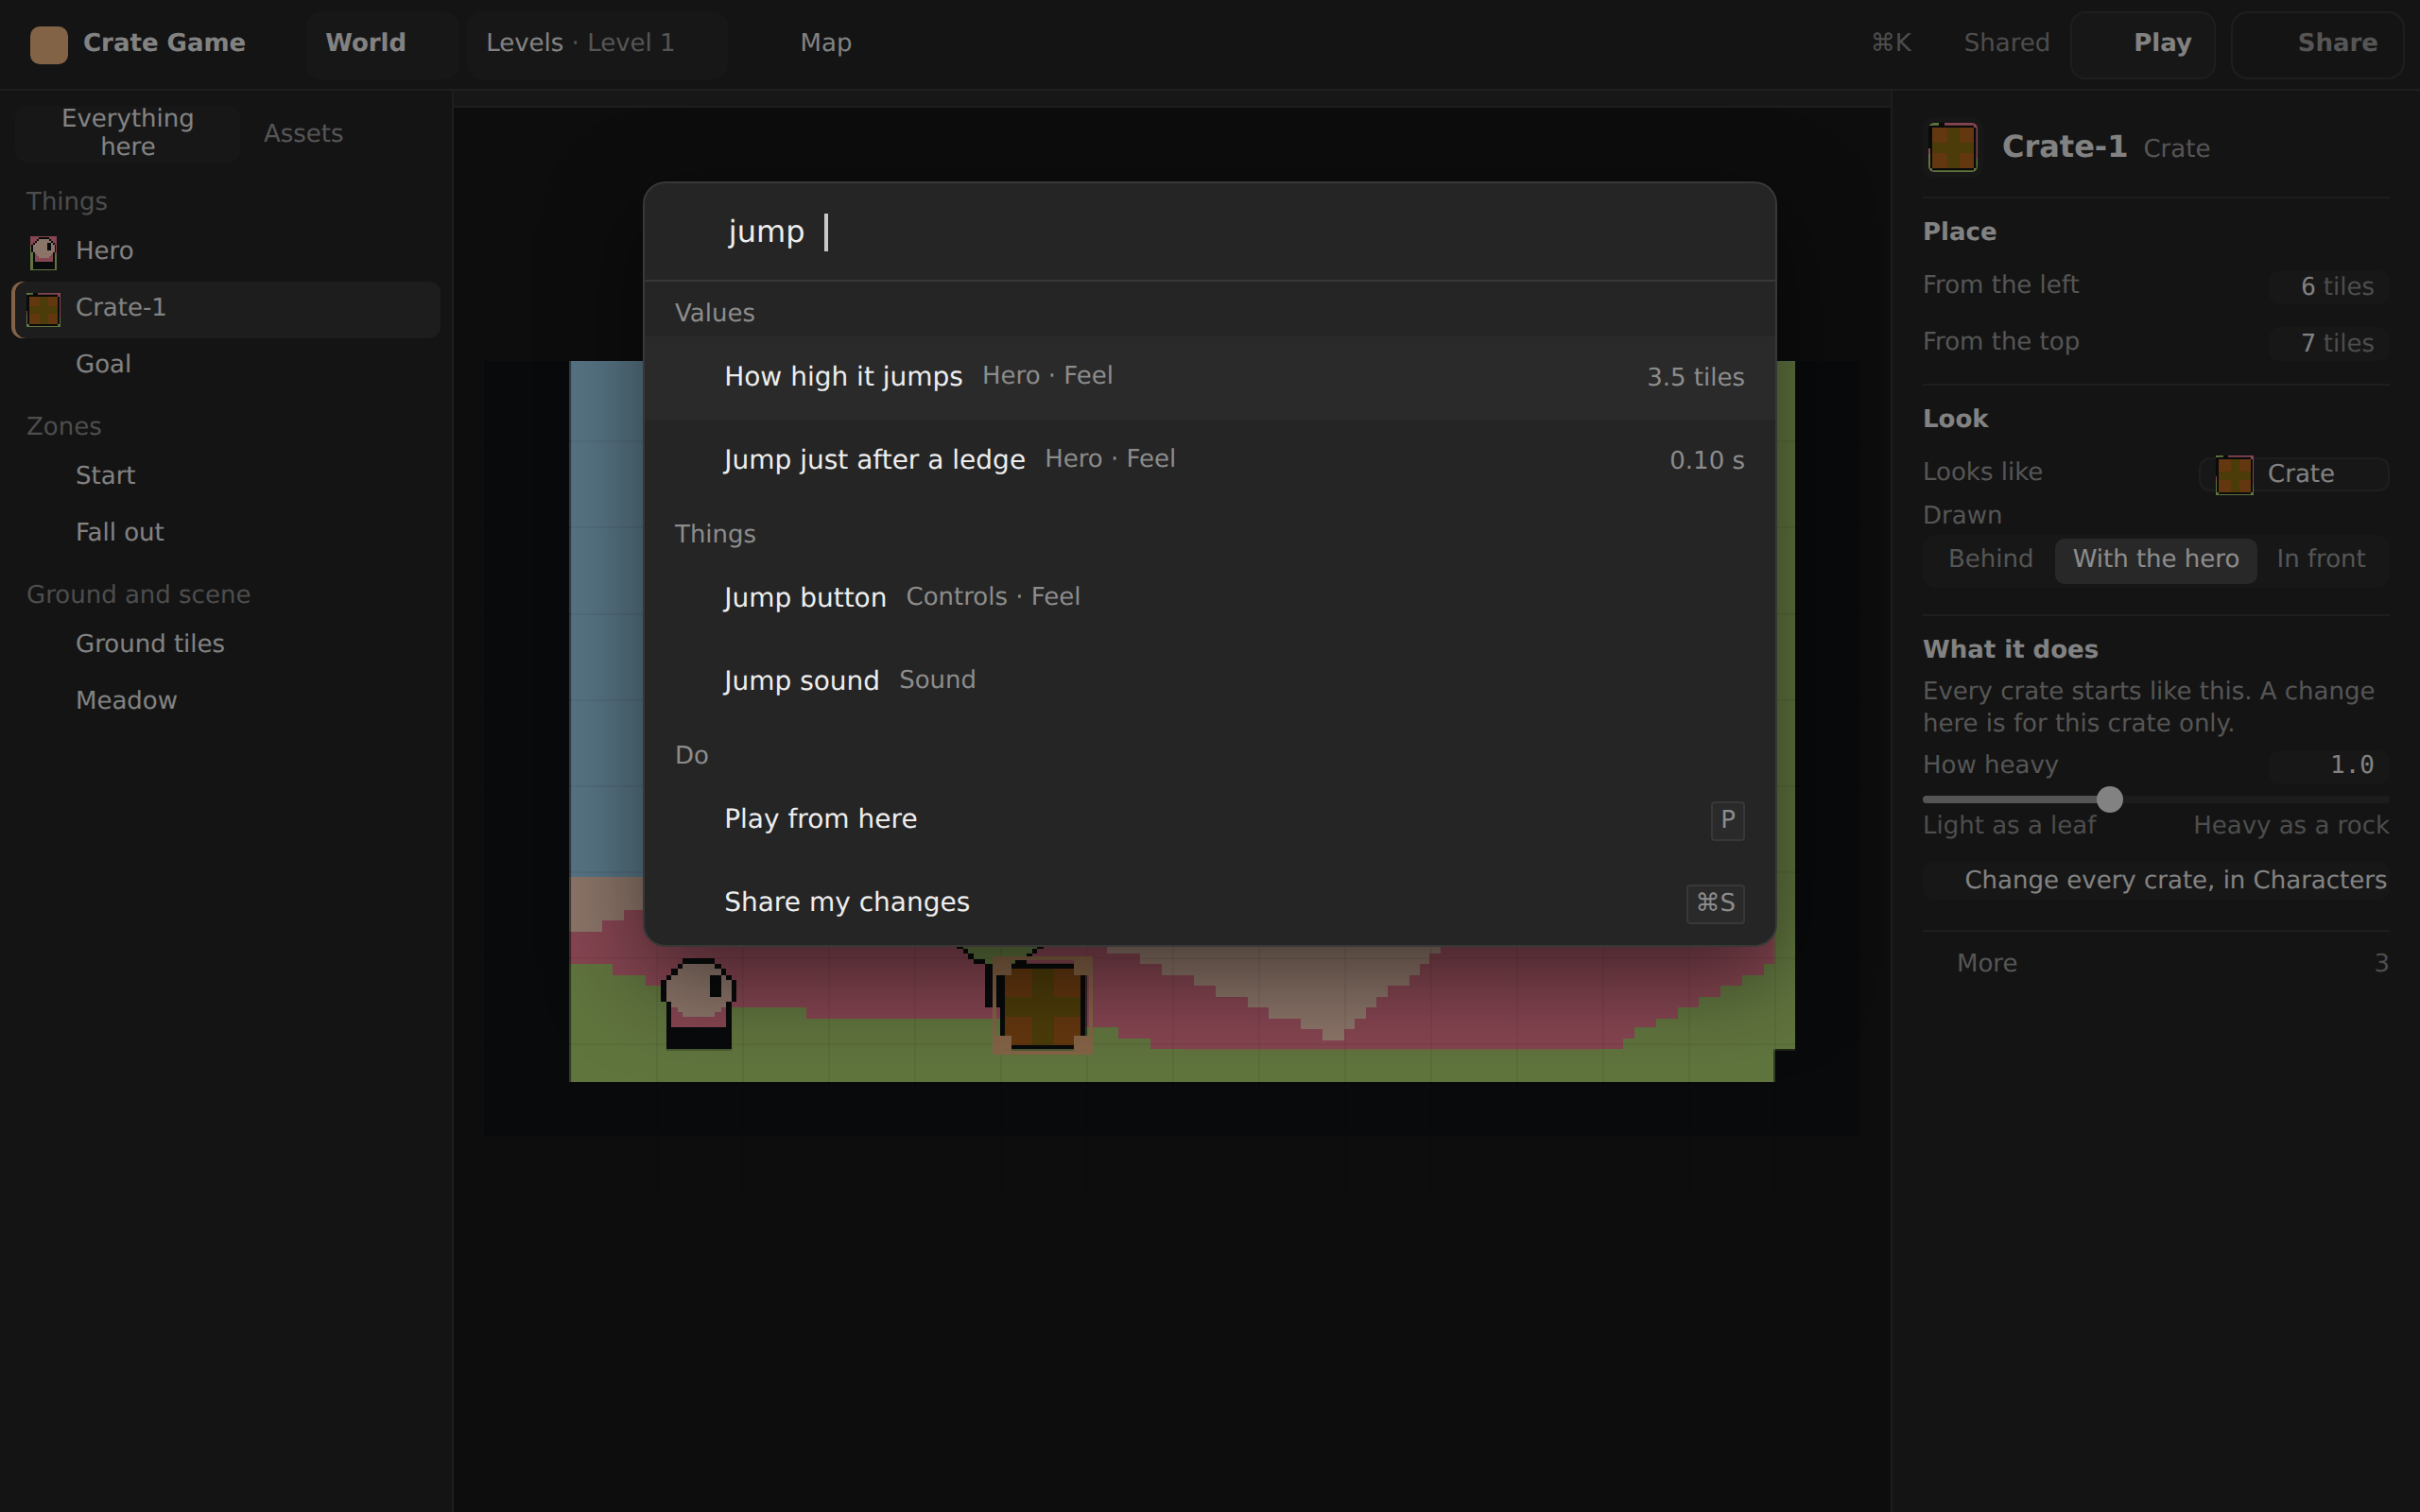 Crate Game
World
Levels · Level 1
Map
⌘K
Shared
Play
Share
Everything
here
Assets
Things
Hero
Crate-1
Goal
Zones
Start
Fall out
Ground and scene
Ground tiles
Meadow
jump
Values
How high it jumps Hero · Feel 3.5 tiles
Jump just after a ledge Hero · Feel 0.10 s
Things
Jump button Controls · Feel
Jump sound Sound
Do
Play from here P
Share my changes ⌘S
Crate-1 Crate
Place
From the left 6 tiles
From the top 7 tiles
Look
Looks like Crate
Drawn
Behind With the hero In front
What it does
Every crate starts like this. A change
here is for this crate only.
How heavy 1.0
Light as a leaf Heavy as a rock
Change every crate, in Characters
More 3